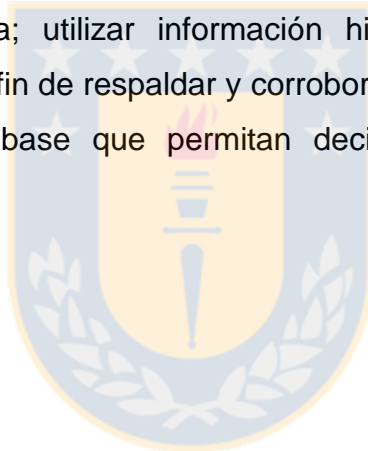 a; utilizar información hi
fin de respaldar y corrobor
base que permitan deci